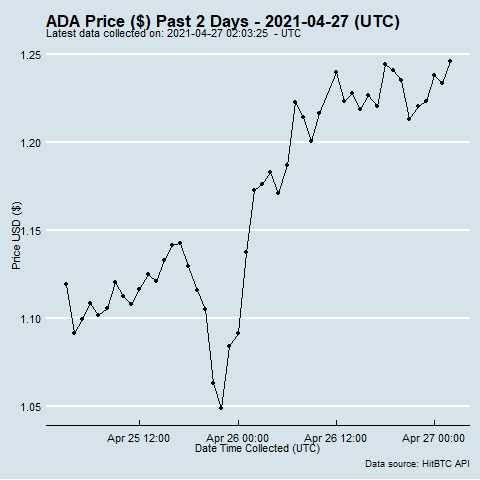 ADA Price ($) Past 2 Days - 2021-04-27 (UTC)
Latest data collected on: 2021-04-27 02:03:25 - UTC
1.25
1.20
1.15
1.10
1.05
Price USD ($)
Apr 25 12:00 Apr 26 00:00 Apr 26 12:00 Apr 27 00:00
Date Time Collected (UTC)
Data source: HitBTC API